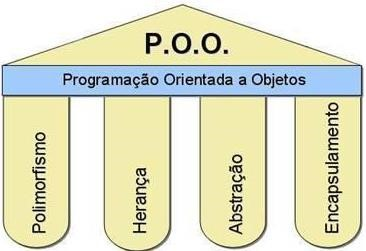 P.O.O.
Programação Orientada a Objetos
Polimorfismo
Herança
Abstração
Encapsulamento